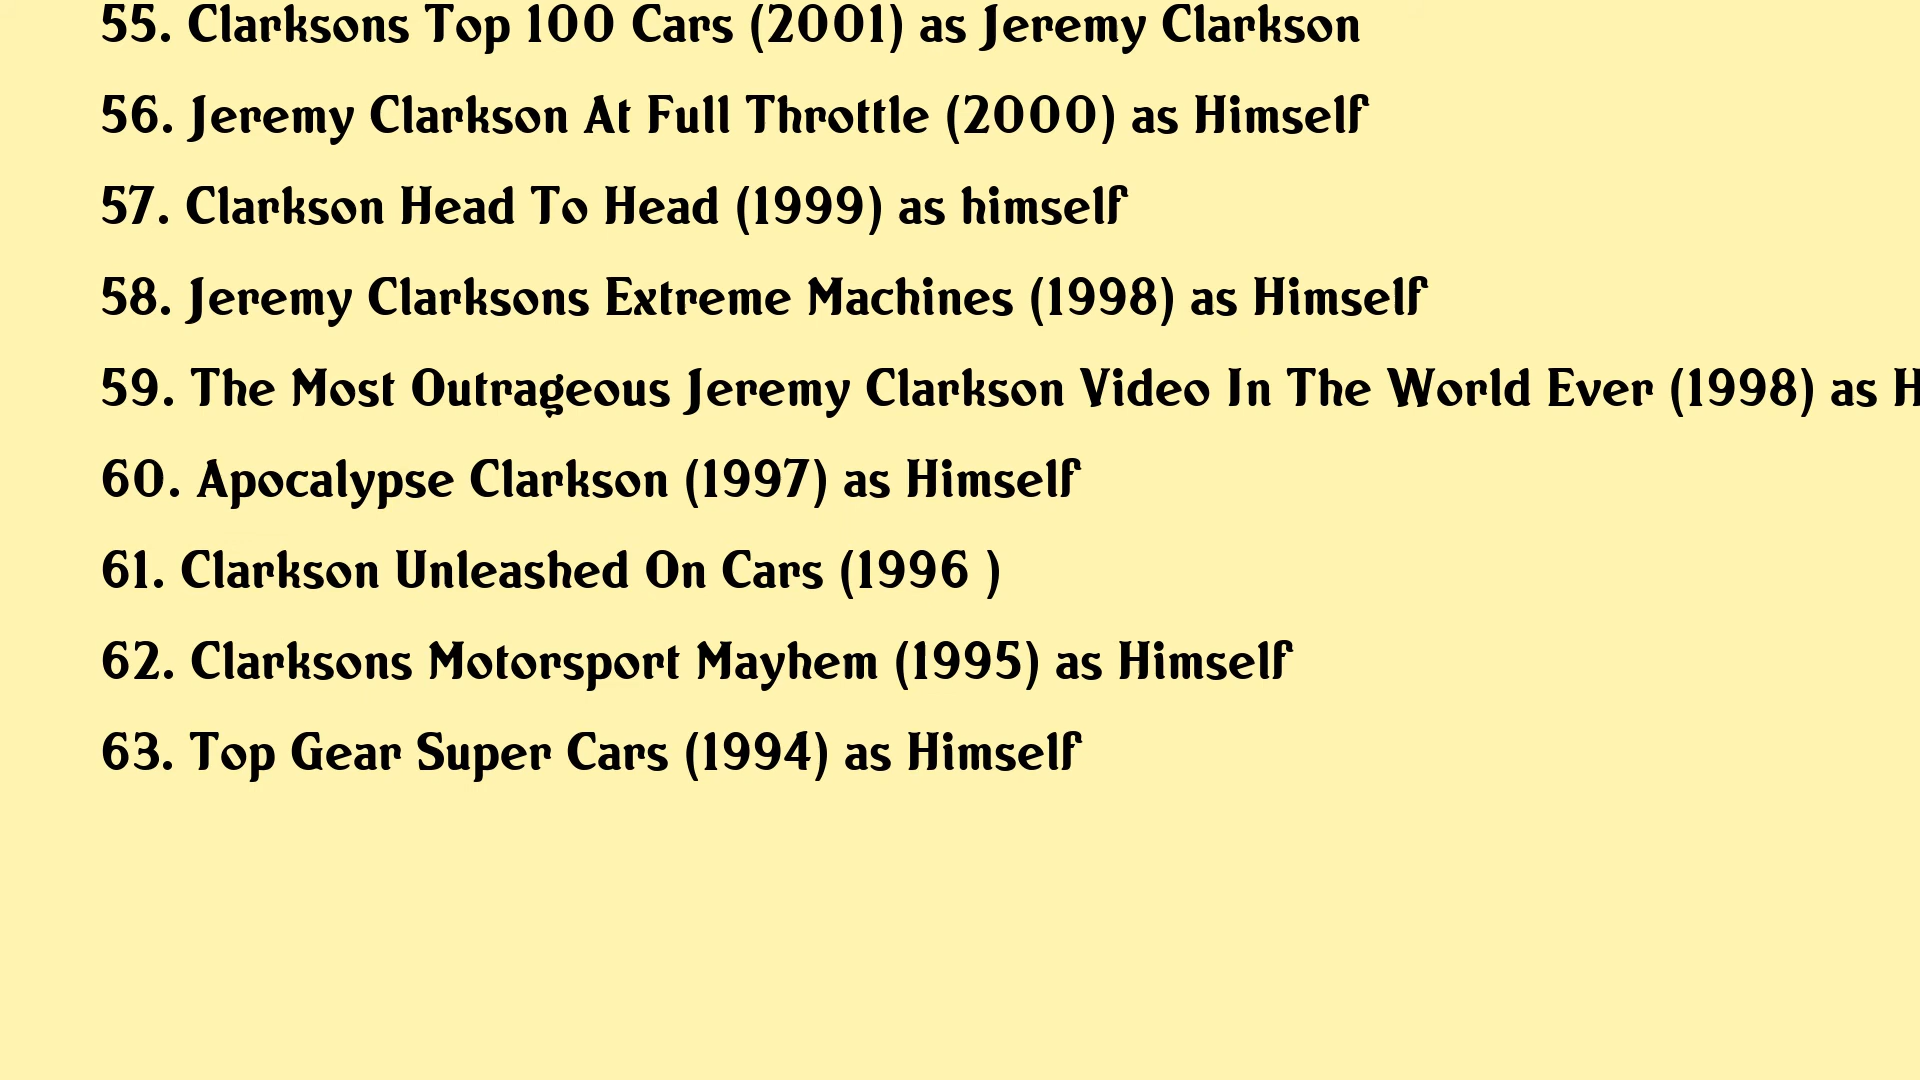 55. Clarksons Top 100 Cars (2001) as Jeremy Clarkson
56. Jeremy Clarkson At Full Throttle (2000) as Himself
57. Clarkson Head To Head (1999) as himself
58. Jeremy Clarksons Extreme Machines (1998) as Himself
59. The Most Outrageous Jeremy Clarkson Video In The World Ever (1998) as
60. Apocalypse Clarkson (1997) as Himself
61. Clarkson Unleashed On Cars (1996 )
62. Clarksons Motorsport Mayhem (1995) as Himself
63. Top Gear Super Cars (1994) as Himself